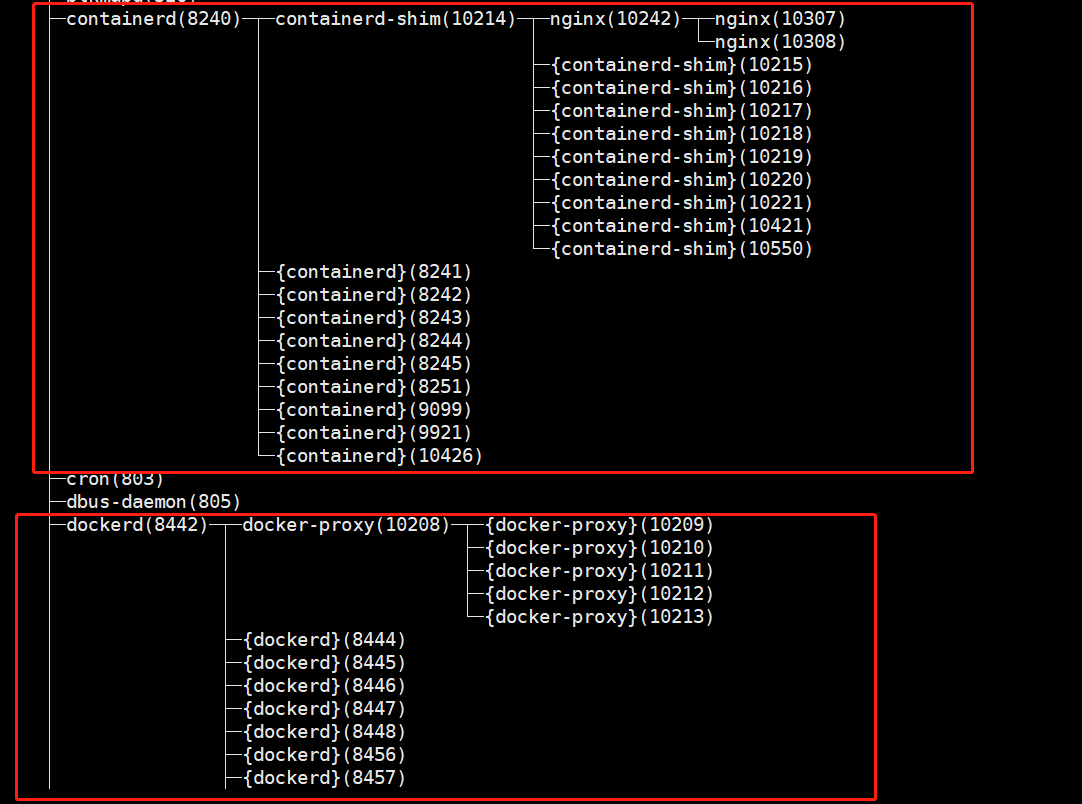 containerd(8240)─┬─containerd-shim(10214)─┬─nginx(10242)─┬─nginx(10307)
└─nginx(10308)
├─{containerd-shim}(10215)
├─{containerd-shim}(10216)
├─{containerd-shim}(10217)
├─{containerd-shim}(10218)
├─{containerd-shim}(10219)
├─{containerd-shim}(10220)
├─{containerd-shim}(10221)
├─{containerd-shim}(10421)
└─{containerd-shim}(10550)
├─{containerd}(8241)
├─{containerd}(8242)
├─{containerd}(8243)
├─{containerd}(8244)
├─{containerd}(8245)
├─{containerd}(8251)
├─{containerd}(9099)
├─{containerd}(9921)
└─{containerd}(10426)
├─cron(803)
├─dbus-daemon(805)
├─dockerd(8442)─┬─docker-proxy(10208)─┬─{docker-proxy}(10209)
├─{docker-proxy}(10210)
├─{docker-proxy}(10211)
├─{docker-proxy}(10212)
└─{docker-proxy}(10213)
├─{dockerd}(8444)
├─{dockerd}(8445)
├─{dockerd}(8446)
├─{dockerd}(8447)
├─{dockerd}(8448)
├─{dockerd}(8456)
├─{dockerd}(8457)